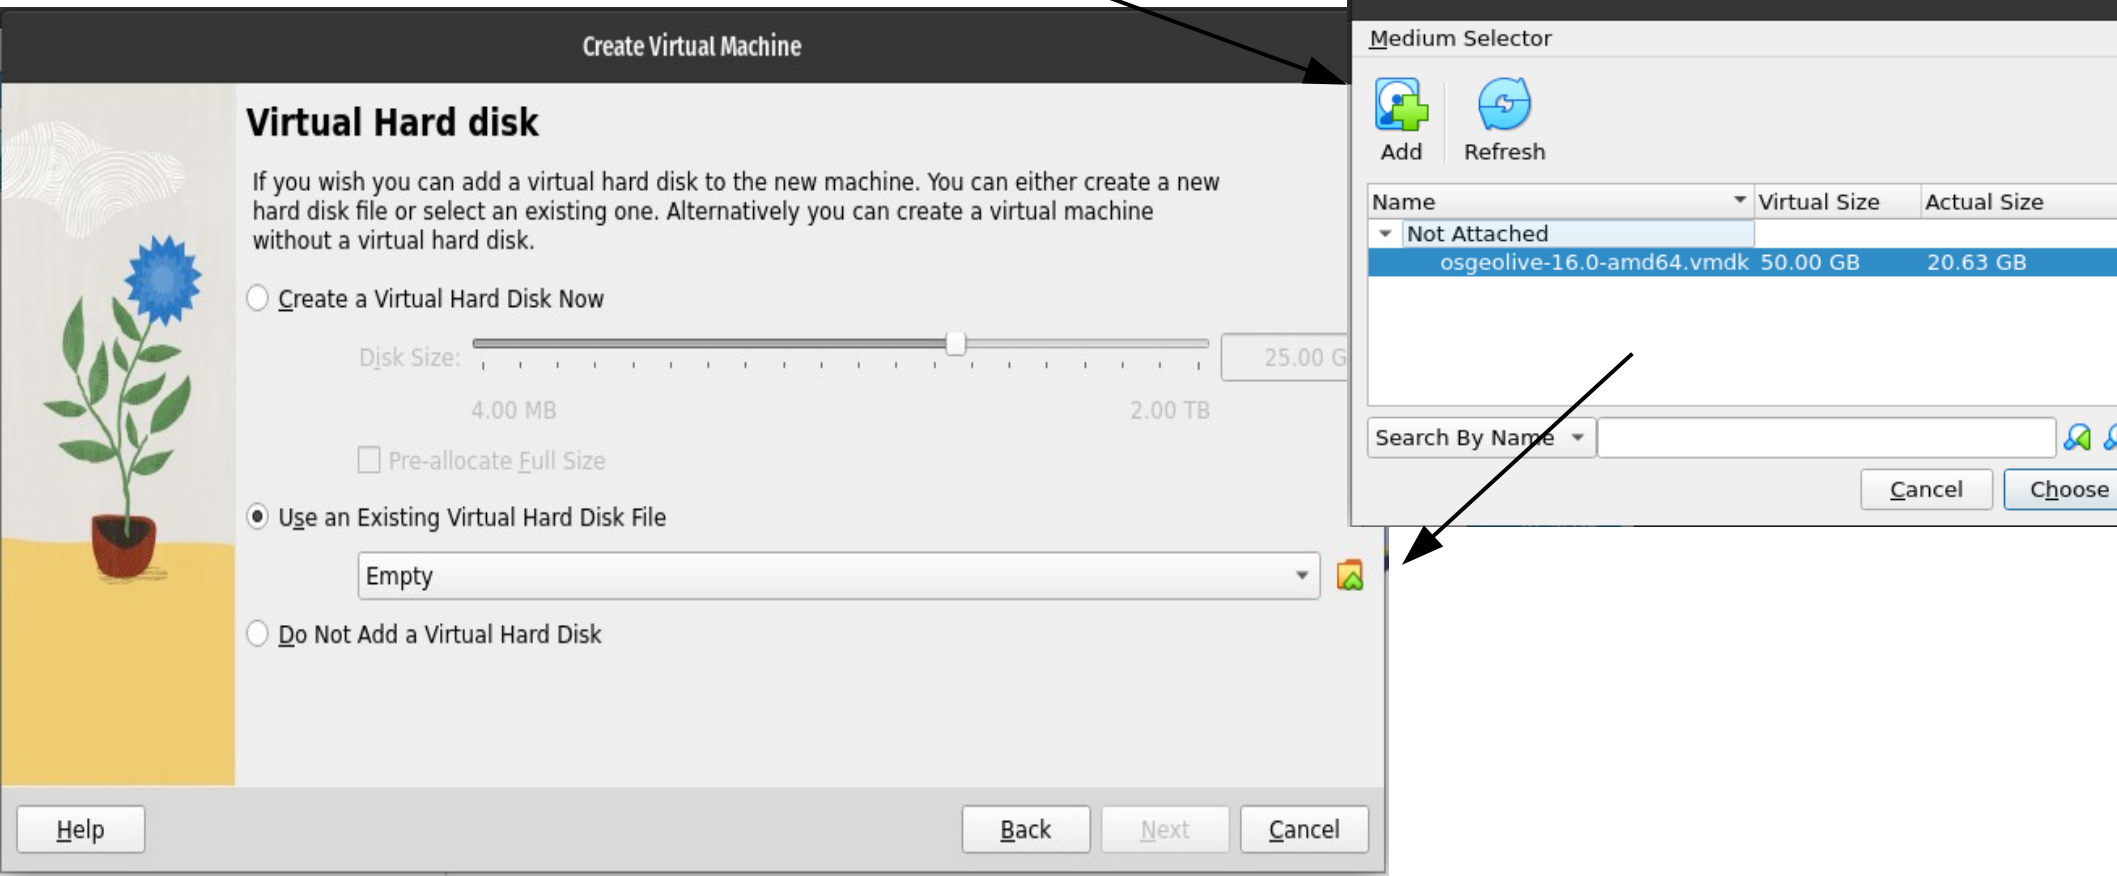 Create Virtual Machine
Virtual Hard disk
If you wish you can add a virtual hard disk to the new machine. You can either create a new
hard disk file or select an existing one. Alternatively you can create a virtual machine
without a virtual hard disk.
Create a Virtual Hard Disk Now
Disk Size:
25.00 G
4.00 MB
2.00 TB
Pre-allocate Full Size
Use an Existing Virtual Hard Disk File
Empty
Do Not Add a Virtual Hard Disk
Help
Back
Next
Cancel
Medium Selector
Add
Refresh
Name
Virtual Size
Actual Size
Not Attached
osgeolive-16.0-amd64.vmdk 50.00 GB 20.63 GB
Search By Name
Cancel
Choose